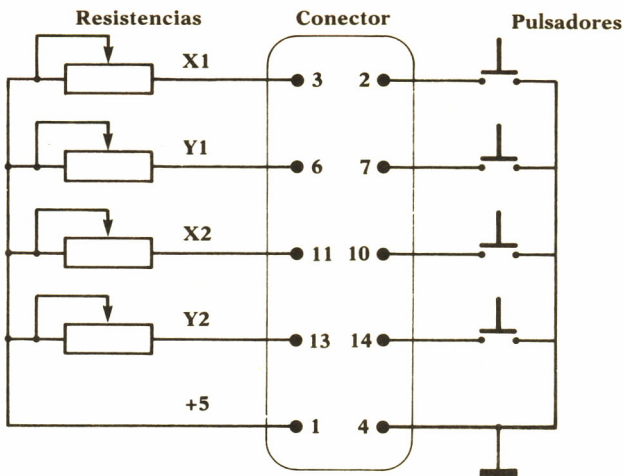 Resistencias Conector Pulsadores
X1 3 2
Y1 6 7
X2 11 10
Y2 13 14
+5 1 4